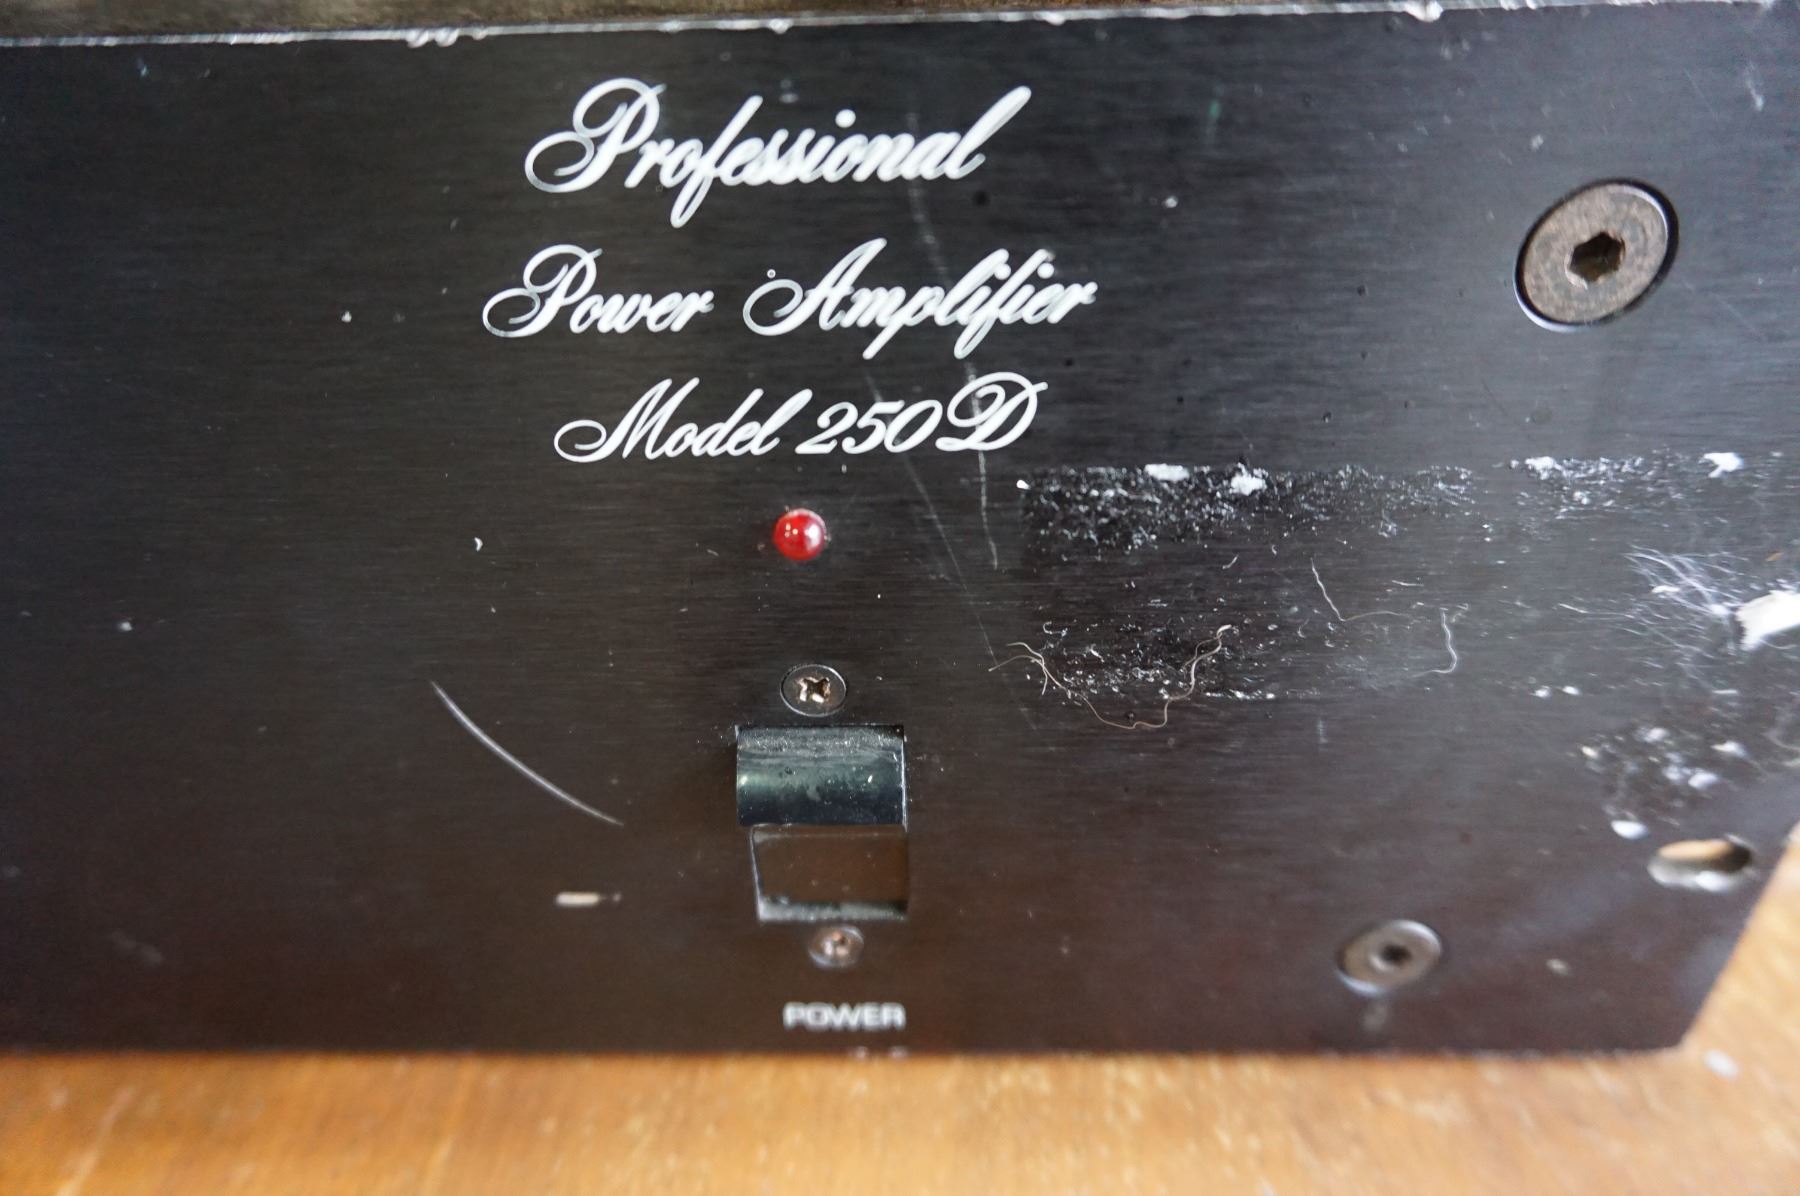 Professional
Power Amplifier
Model 250D
POWER